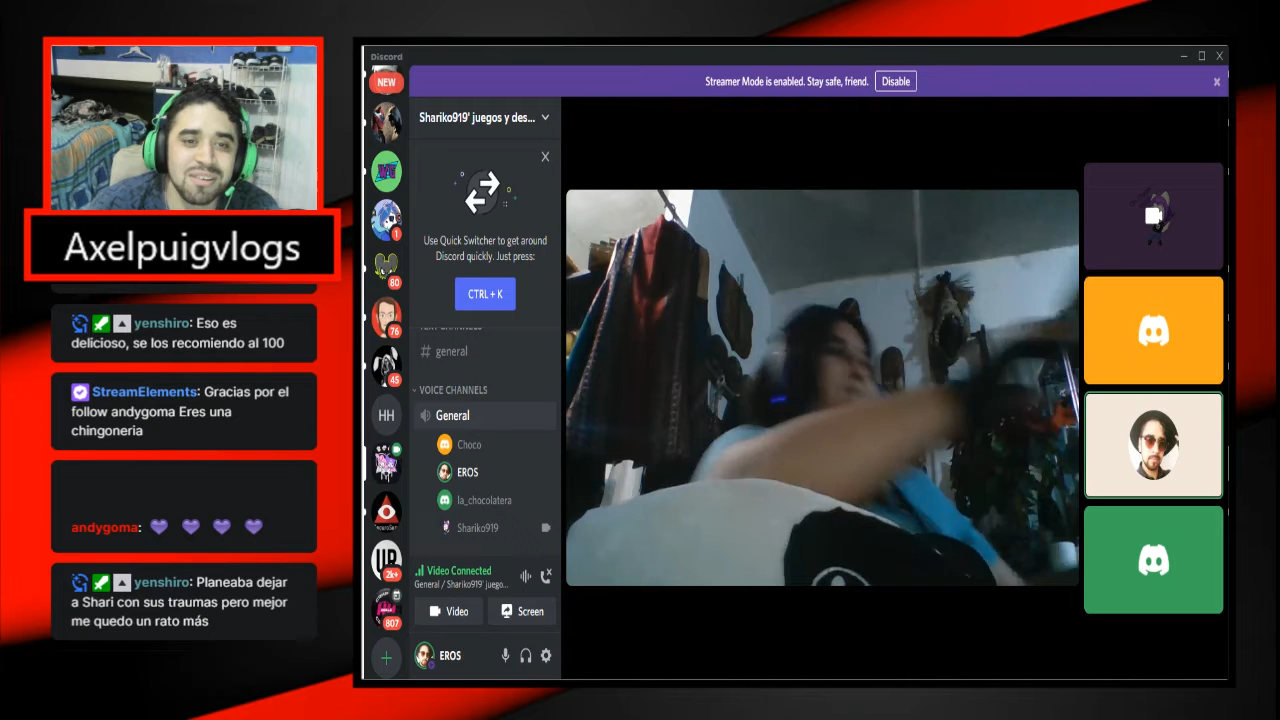 Axelpuigvlogs
yenshiro: Eso es
delicioso, se los recomiendo al 100
StreamElements: Gracias por el
follow andygoma Eres una
chingoneria
andygoma:
yenshiro: Planeaba dejar
a Shari con sus traumas pero mejor
me quedo un rato más
Discord
NEW
1
80
76
45
HH
2k+
807
Streamer Mode is enabled. Stay safe, friend.
Disable
Shariko919' juegos y des...
Use Quick Switcher to get around
Discord quickly. Just press:
CTRL + K
# general
VOICE CHANNELS
General
Choco
EROS
la_chocolatera
Shariko919
Video Connected
General / Shariko919' juego...
Video
Screen
EROS